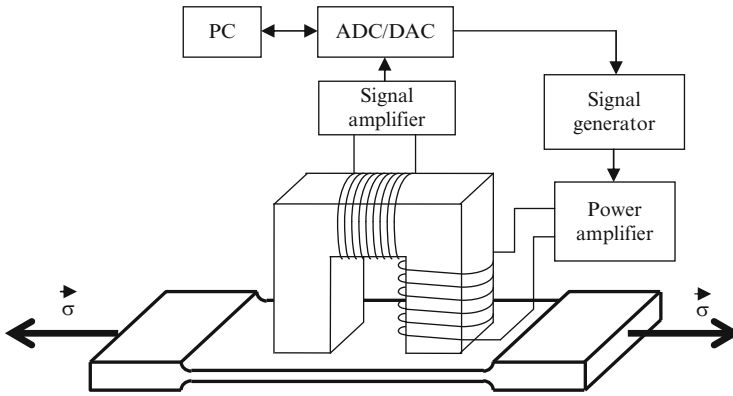 PC
ADC/DAC
Signal
amplifier
Signal
generator
Power
amplifier
σ
σ